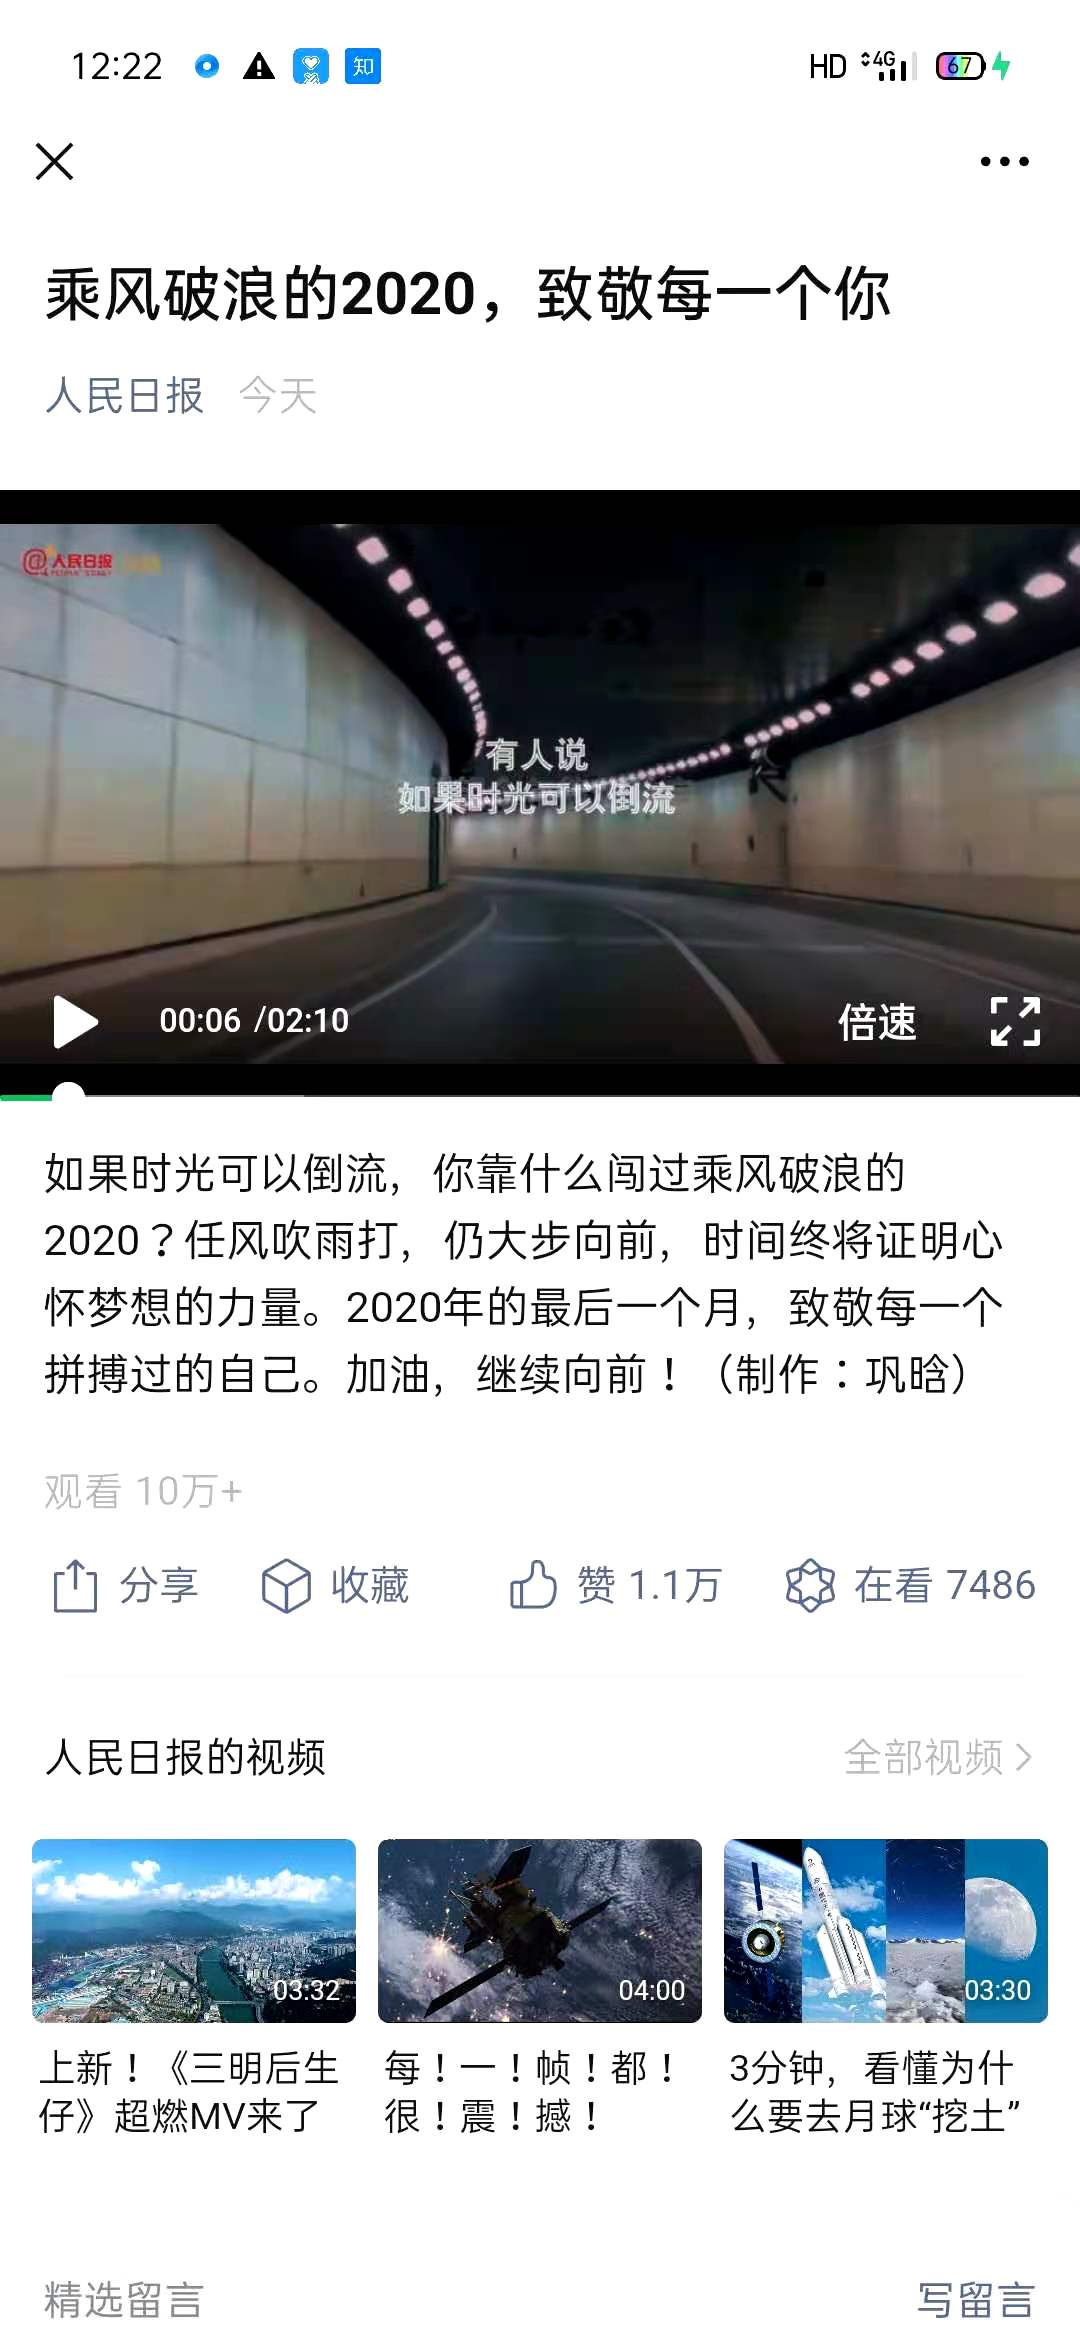 12:22
知
HD 4G 67
乘风破浪的2020，致敬每一个你
人民日报 今天
@人民日报
PEOPLE'S DAILY
有人说
如果时光可以倒流
00:06 /02:10 倍速
如果时光可以倒流，你靠什么闯过乘风破浪的
2020？任风吹雨打，仍大步向前，时间终将证明心
怀梦想的力量。2020年的最后一个月，致敬每一个
拼搏过的自己。加油，继续向前！（制作：巩晗）
观看 10万+
分享 收藏 赞 1.1万 在看 7486
人民日报的视频 全部视频
03:32 04:00 03:30
上新！《三明后生
仔》超燃MV来了
每！一！帧！都！
很！震！撼！
3分钟，看懂为什
么要去月球“挖土”
精选留言 写留言